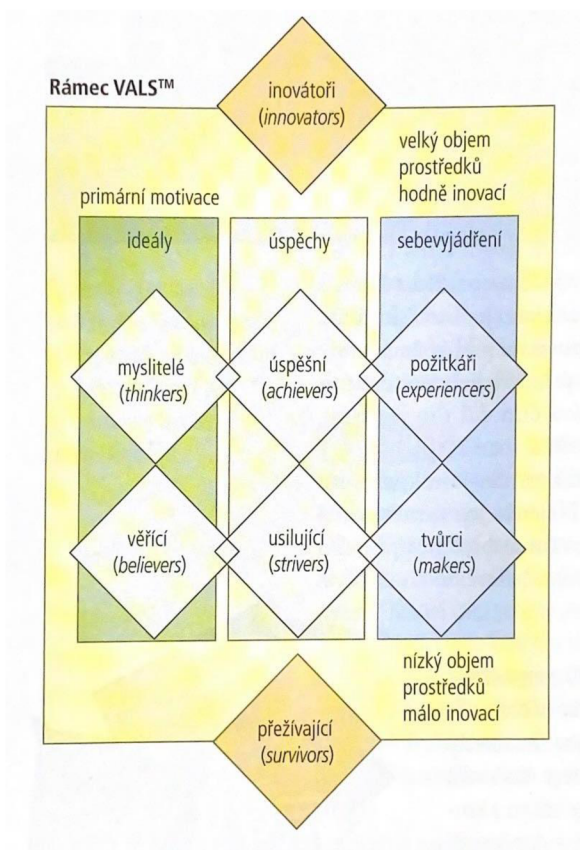 Rámec VALS™
inovátoři
(innovators)
velký objem
prostředků
hodně inovací
primární motivace
ideály
úspěchy
sebevyjádření
myslitelé
(thinkers)
úspěšní
(achievers)
požitkáři
(experiencers)
věřící
(believers)
usilující
(strivers)
tvůrci
(makers)
nízký objem
prostředků
málo inovací
přežívající
(survivors)